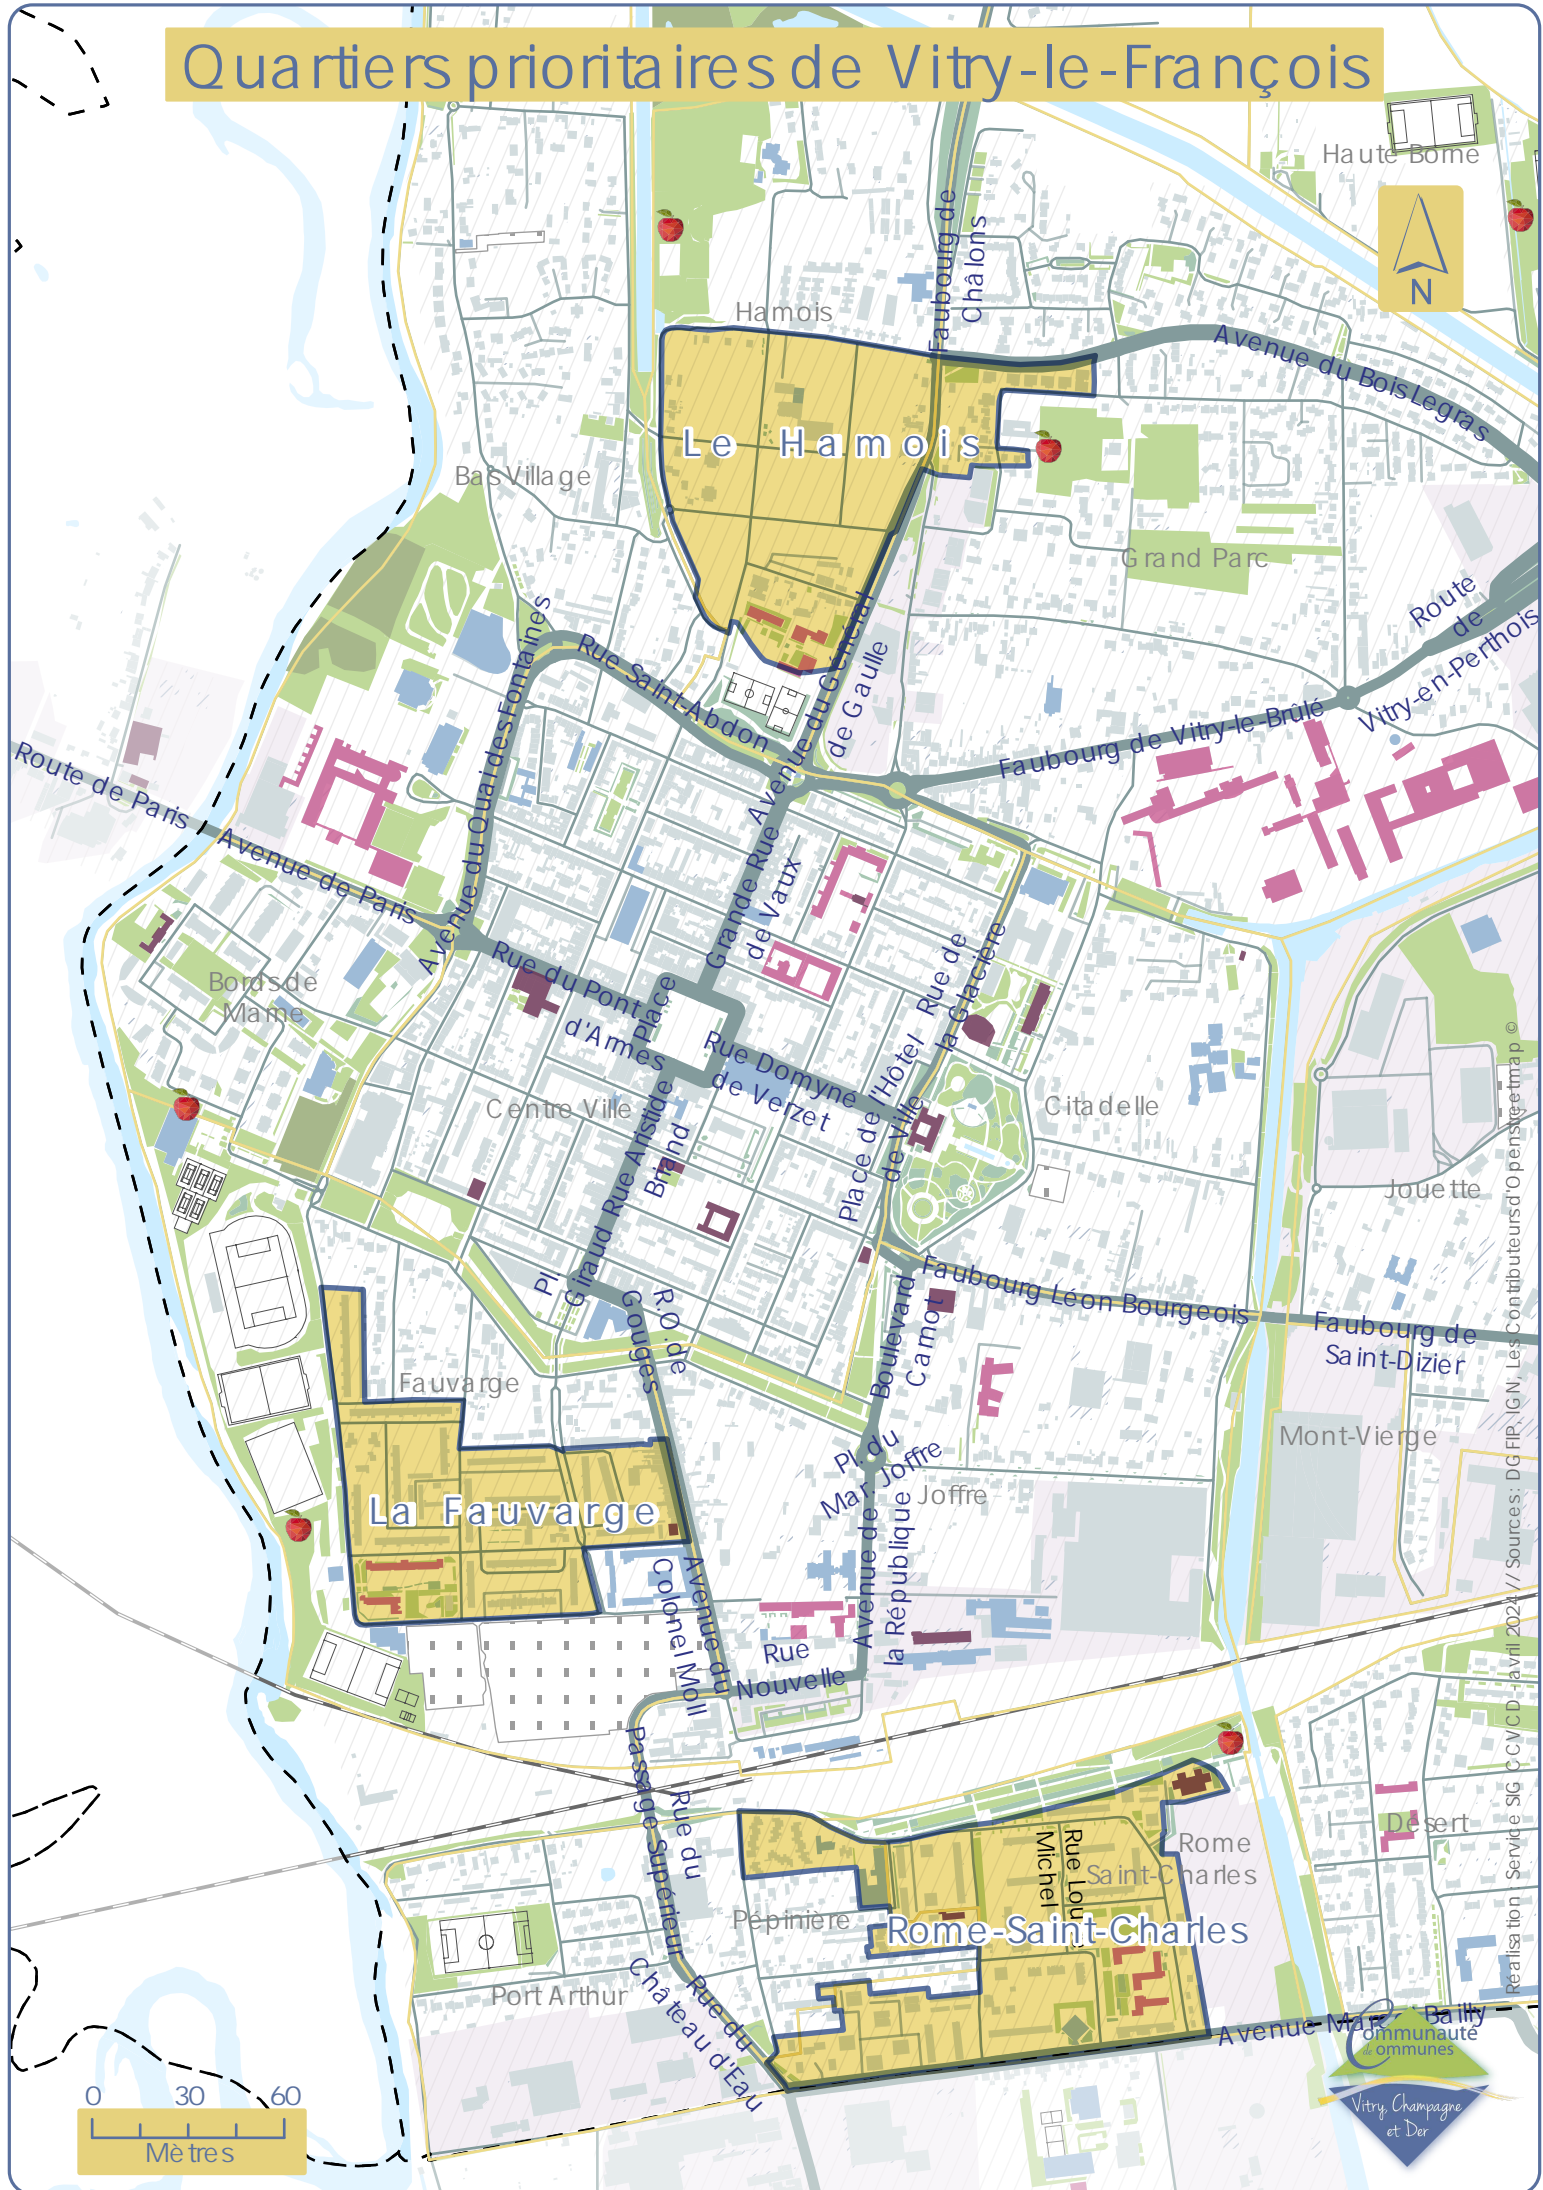 Quartiers prioritaires de Vitry-le-François
Haute Borne
N
Faubourg de
Châlons
Hamois
Avenue du Bois Legras
Le Hamois
Bas Village
Grand Parc
Route
de
Vitry-en-Perthois
Avenue du Quai des Fontaines
Rue Saint-Abdon
Avenue du Général
de Gaulle
Faubourg de Vitry-le-Brûlé
Route de Paris
Avenue de Paris
Grande Rue
de Vaux
Rue du Pont
d'Armes
Place
Rue de
la Glacière
Bords de
Marne
Rue Domyné
de Verzet
Place de l'Hôtel
de Ville
Centre Ville
Citadelle
Rue Aristide
Briand
Jouette
Pl.
Giraud
R.O. de
Gouges
Faubourg Léon Bourgeois
Faubourg de
Saint-Dizier
Boulevard
Carnot
Fauvarge
Mont-Vierge
Pl. du
Mar. Joffre
Joffre
La Fauvarge
Avenue du
Colonel Moll
Avenue de
la République
Rue
Nouvelle
Passage Supérieur
Rue du
Désert
Rome
Saint-Charles
Rue Lou
Michel
Pépinière
Rome-Saint-Charles
Port Arthur
Rue du
Château d'Eau
Avenue Marc Bailly
0 30 60
Mètres
Communauté
de Communes
Vitry, Champagne
et Der
Réalisation : Service SIG CCVCD - avril 2024 // Sources : DGFIP, IGN, Les Contributeurs d'Openstreetmap ©